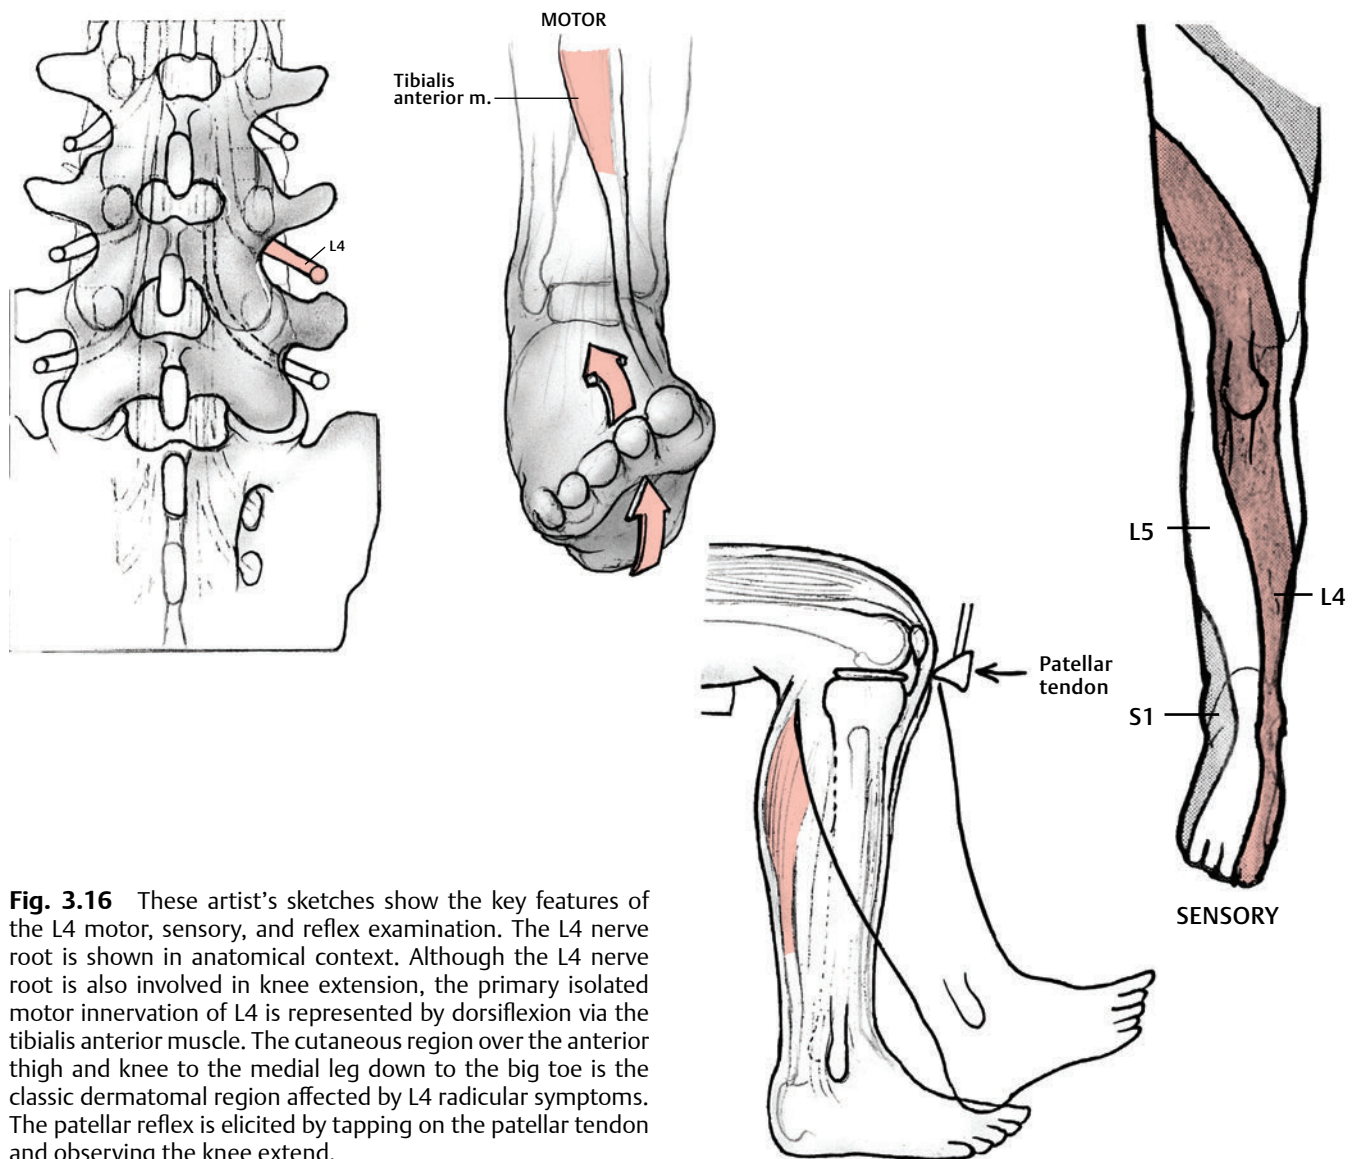 MOTOR
Tibialis
anterior m.
L4
L5
L4
S1
Patellar
tendon
SENSORY
Fig. 3.16 These artist's sketches show the key features of
the L4 motor, sensory, and reflex examination. The L4 nerve
root is shown in anatomical context. Although the L4 nerve
root is also involved in knee extension, the primary isolated
motor innervation of L4 is represented by dorsiflexion via the
tibialis anterior muscle. The cutaneous region over the anterior
thigh and knee to the medial leg down to the big toe is the
classic dermatomal region affected by L4 radicular symptoms.
The patellar reflex is elicited by tapping on the patellar tendon
and observing the knee extend.